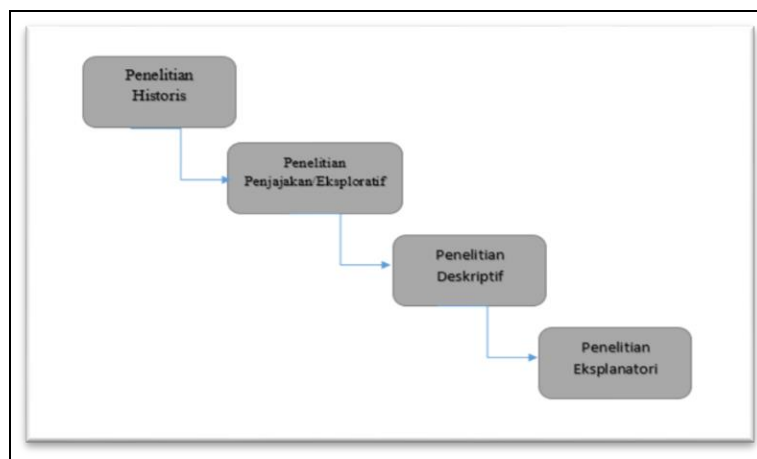 Penelitian
Historis
Penelitian
Penjajakan/Eksploratif
Penelitian
Deskriptif
Penelitian
Eksplanatori